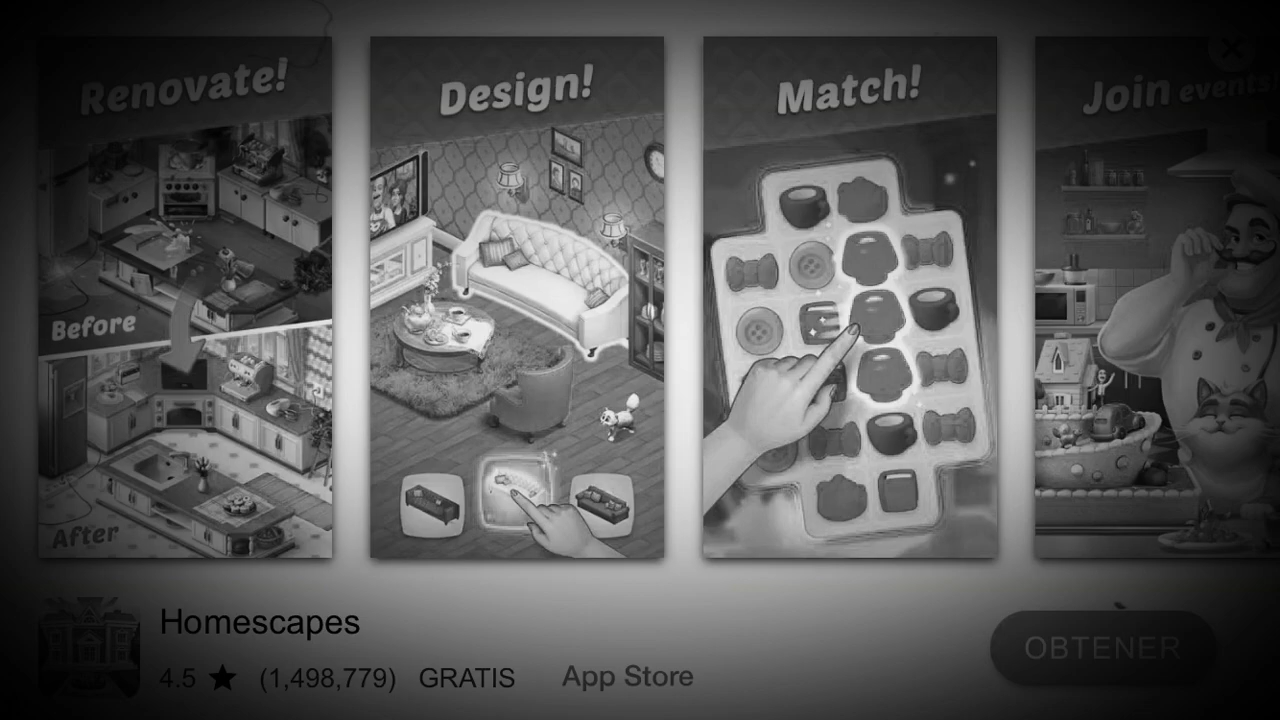 Renovate!
Before
After
Design!
Match!
Join events
Homescapes
4.5 ★ (1,498,779) GRATIS App Store
OBTENER